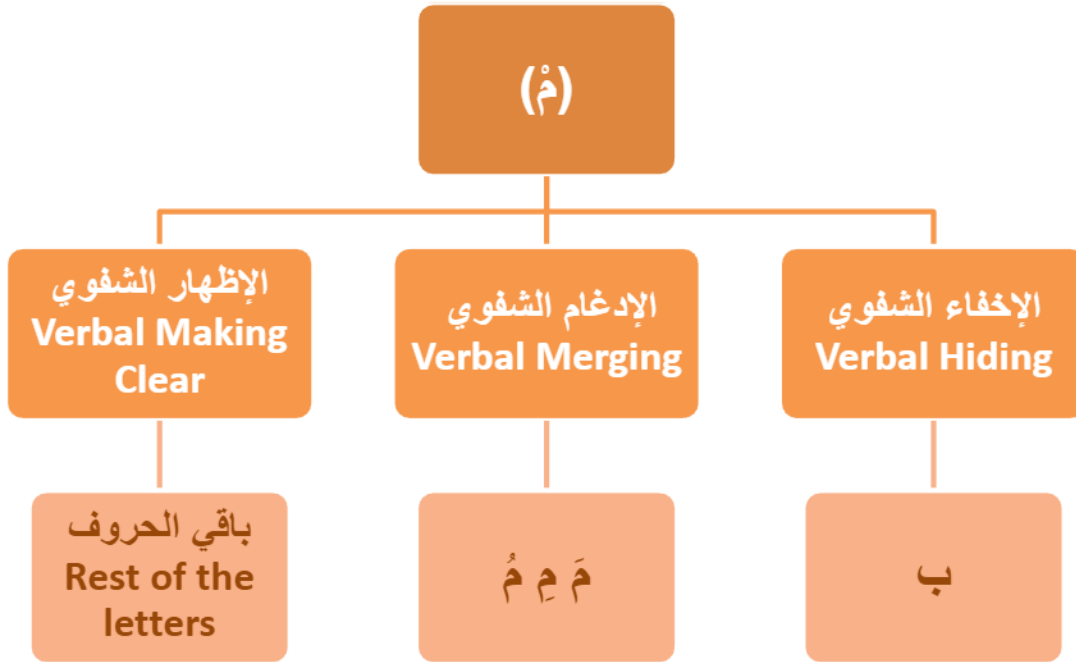 (مْ)
الإخفاء الشفوي
Verbal Hiding
الإدغام الشفوي
Verbal Merging
الإظهار الشفوي
Verbal Making
Clear
ب
مَ مِ مُ
باقي الحروف
Rest of the
letters